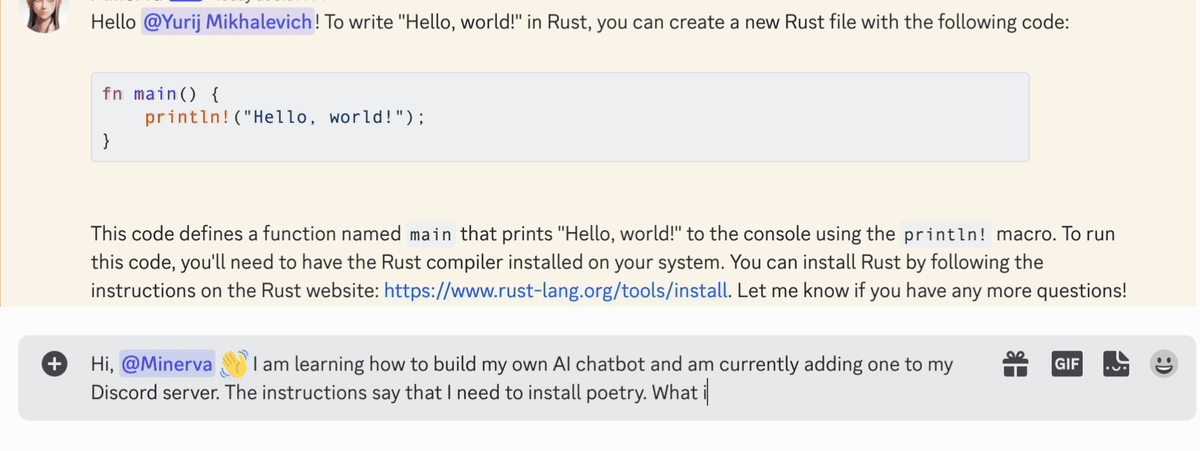 Hello @Yurij Mikhalevich! To write "Hello, world!" in Rust, you can create a new Rust file with the following code:
fn main() {
    println!("Hello, world!");
}
This code defines a function named main that prints "Hello, world!" to the console using the println! macro. To run
this code, you'll need to have the Rust compiler installed on your system. You can install Rust by following the
instructions on the Rust website: https://www.rust-lang.org/tools/install. Let me know if you have any more questions!
Hi, @Minerva 👋 I am learning how to build my own AI chatbot and am currently adding one to my
Discord server. The instructions say that I need to install poetry. What i
GIF